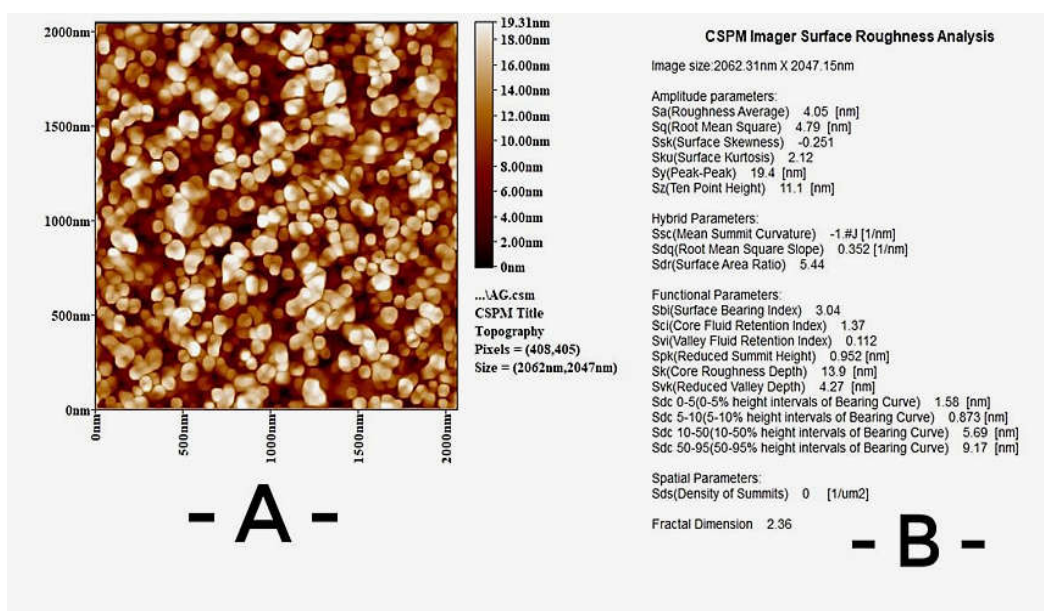 2000nm
1500nm
1000nm
500nm
0nm
0nm
500nm
1000nm
1500nm
2000nm
19.31nm
18.00nm
16.00nm
14.00nm
12.00nm
10.00nm
8.00nm
6.00nm
4.00nm
2.00nm
0nm
...\AG.csm
CSPM Title
Topography
Pixels = (408,405)
Size = (2062nm,2047nm)
- A -
CSPM Imager Surface Roughness Analysis
Image size:2062.31nm X 2047.15nm
Amplitude parameters:
Sa(Roughness Average) 4.05 [nm]
Sq(Root Mean Square) 4.79 [nm]
Ssk(Surface Skewness) -0.251
Sku(Surface Kurtosis) 2.12
Sy(Peak-Peak) 19.4 [nm]
Sz(Ten Point Height) 11.1 [nm]
Hybrid Parameters:
Ssc(Mean Summit Curvature) -1.#J [1/nm]
Sdq(Root Mean Square Slope) 0.352 [1/nm]
Sdr(Surface Area Ratio) 5.44
Functional Parameters:
Sbi(Surface Bearing Index) 3.04
Sci(Core Fluid Retention Index) 1.37
Svi(Valley Fluid Retention Index) 0.112
Spk(Reduced Summit Height) 0.952 [nm]
Sk(Core Roughness Depth) 13.9 [nm]
Svk(Reduced Valley Depth) 4.27 [nm]
Sdc 0-5(0-5% height intervals of Bearing Curve) 1.58 [nm]
Sdc 5-10(5-10% height intervals of Bearing Curve) 0.873 [nm]
Sdc 10-50(10-50% height intervals of Bearing Curve) 5.69 [nm]
Sdc 50-95(50-95% height intervals of Bearing Curve) 9.17 [nm]
Spatial Parameters:
Sds(Density of Summits) 0 [1/um2]
Fractal Dimension 2.36
- B -